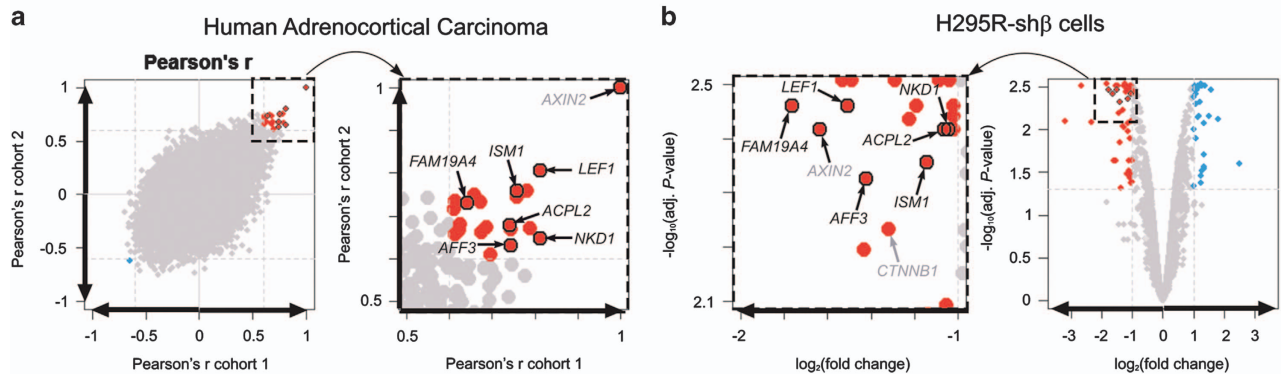 a
Human Adrenocortical Carcinoma
Pearson's r
Pearson's r cohort 2
1
0.5
0
-0.5
-1
-1
-0.5
0
0.5
1
Pearson's r cohort 1
Pearson's r cohort 2
1
0.5
AXIN2
ISM1
FAM19A4
LEF1
ACPL2
AFF3
NKD1
0.5
1
Pearson's r cohort 1
b
H295R-shβ cells
-log₁₀(adj. P-value)
2.5
2.1
LEF1
NKD1
FAM19A4
ACPL2
AXIN2
AFF3
ISM1
CTNNB1
-2
-1
log₂(fold change)
-log₁₀(adj. P-value)
2.5
2
1.5
1
0.5
0
-3
-2
-1
0
1
2
3
log₂(fold change)